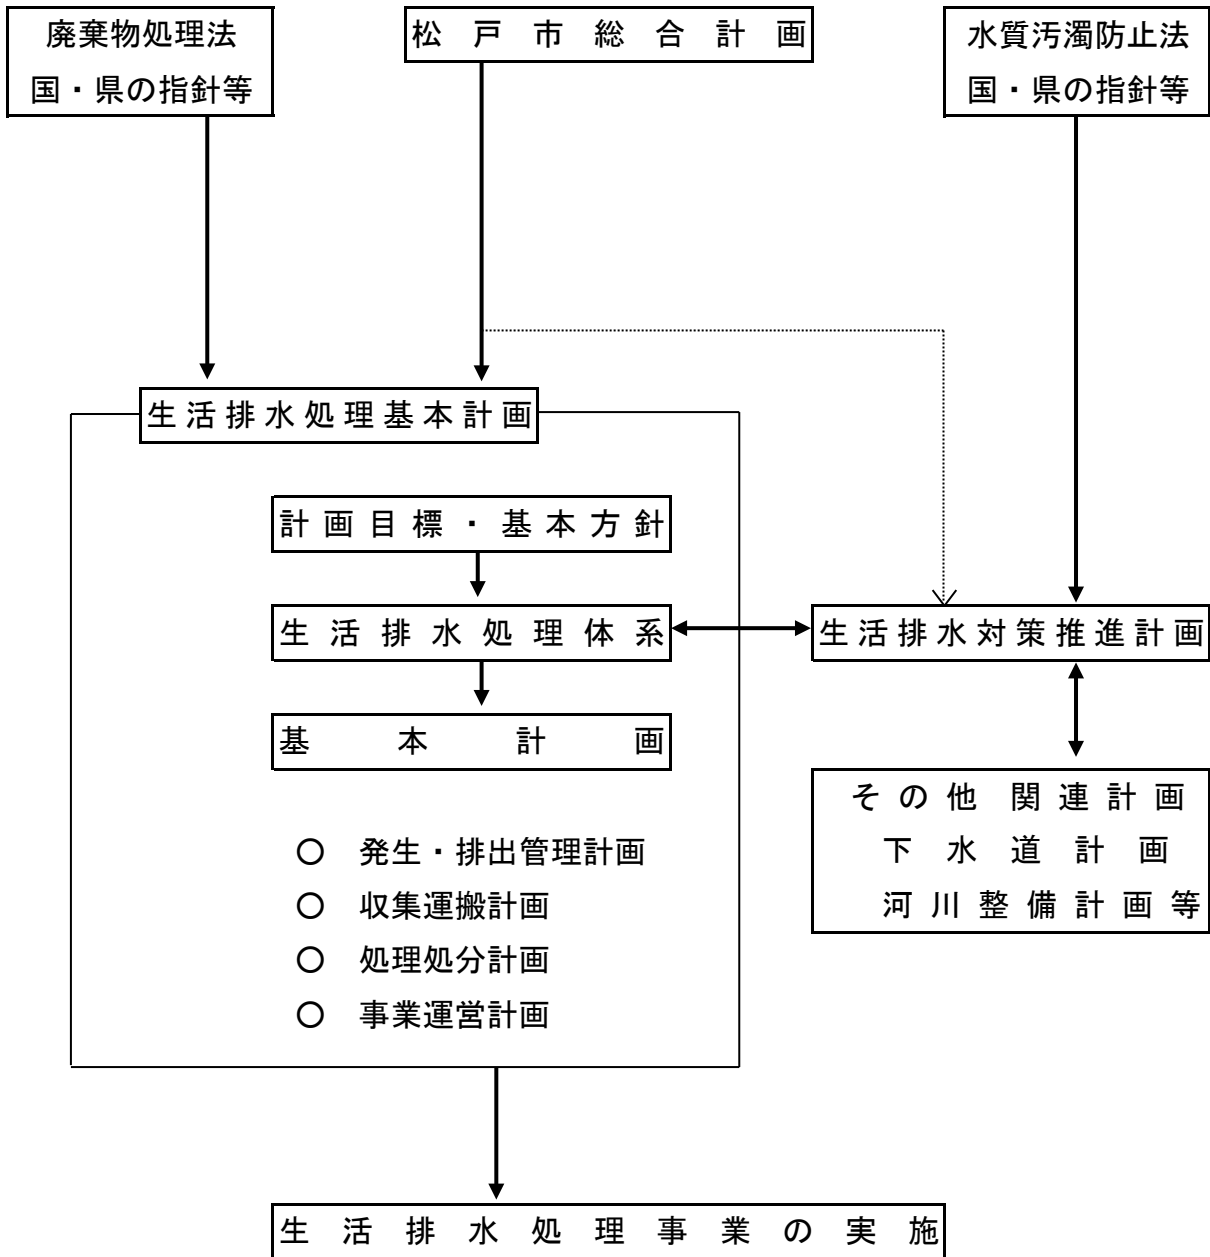 廃棄物処理法
国・県の指針等
松戸市総合計画
水質汚濁防止法
国・県の指針等
生活排水処理基本計画
計画目標・基本方針
生活排水処理体系
生活排水対策推進計画
基本計画
その他 関連計画
下水道計画
河川整備計画等
○ 発生・排出管理計画
○ 収集運搬計画
○ 処理処分計画
○ 事業運営計画
生活排水処理事業の実施